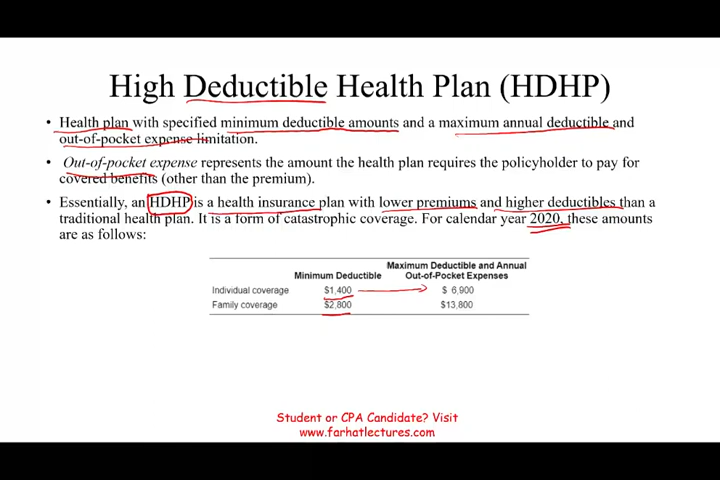 High Deductible Health Plan (HDHP)
• Health plan with specified minimum deductible amounts and a maximum annual deductible and
out-of-pocket expense limitation.
• Out-of-pocket expense represents the amount the health plan requires the policyholder to pay for
covered benefits (other than the premium).
• Essentially, an HDHP is a health insurance plan with lower premiums and higher deductibles than a
traditional health plan. It is a form of catastrophic coverage. For calendar year 2020, these amounts
are as follows:
Maximum Deductible and Annual
Minimum Deductible Out-of-Pocket Expenses
Individual coverage $1,400 $ 6,900
Family coverage $2,800 $13,800
Student or CPA Candidate? Visit
www.farhatlectures.com